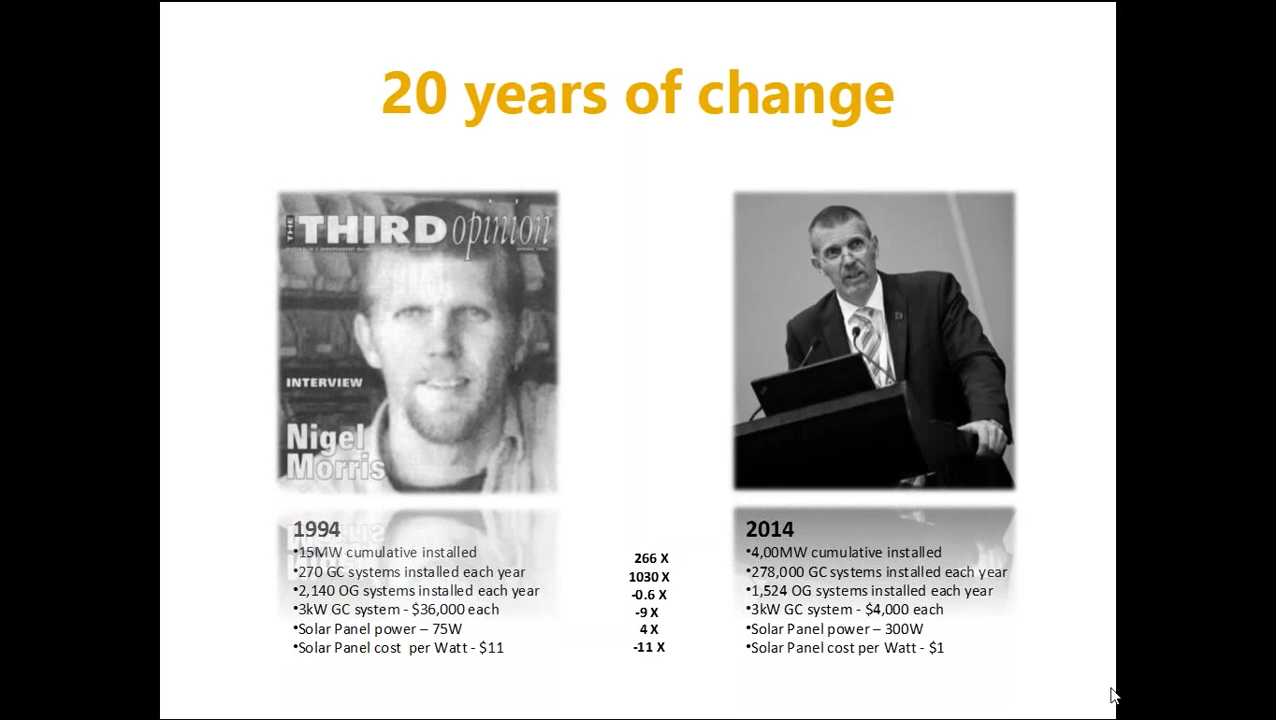 20 years of change
THE THIRD opinion
INTERVIEW
Nigel
Morris
1994
•15MW cumulative installed
•270 GC systems installed each year
•2,140 OG systems installed each year
•3kW GC system - $36,000 each
•Solar Panel power – 75W
•Solar Panel cost per Watt - $11
266 X
1030 X
-0.6 X
-9 X
4 X
-11 X
2014
•4,00MW cumulative installed
•278,000 GC systems installed each year
•1,524 OG systems installed each year
•3kW GC system - $4,000 each
•Solar Panel power – 300W
•Solar Panel cost per Watt - $1